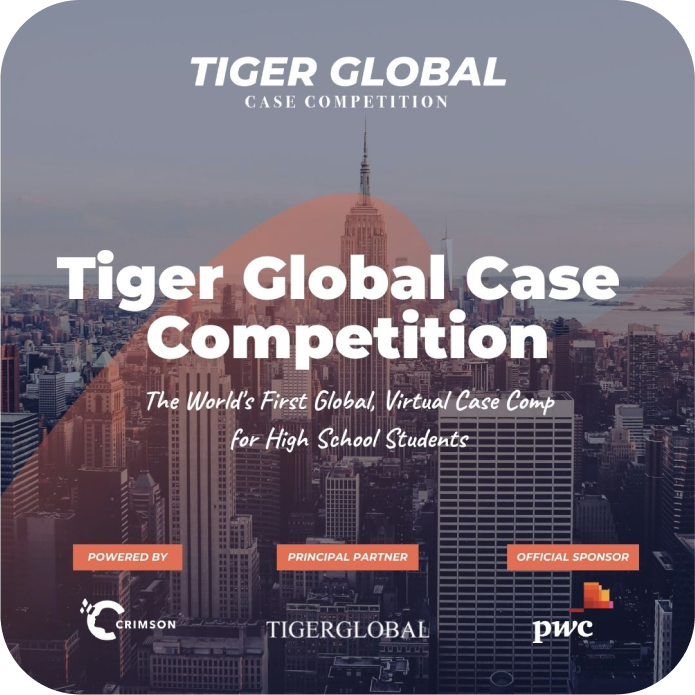 TIGER GLOBAL
CASE COMPETITION
Tiger Global Case
Competition
The World's First Global, Virtual Case Comp
for High School Students
POWERED BY
PRINCIPAL PARTNER
OFFICIAL SPONSOR
CRIMSON
TIGERGLOBAL
pwc